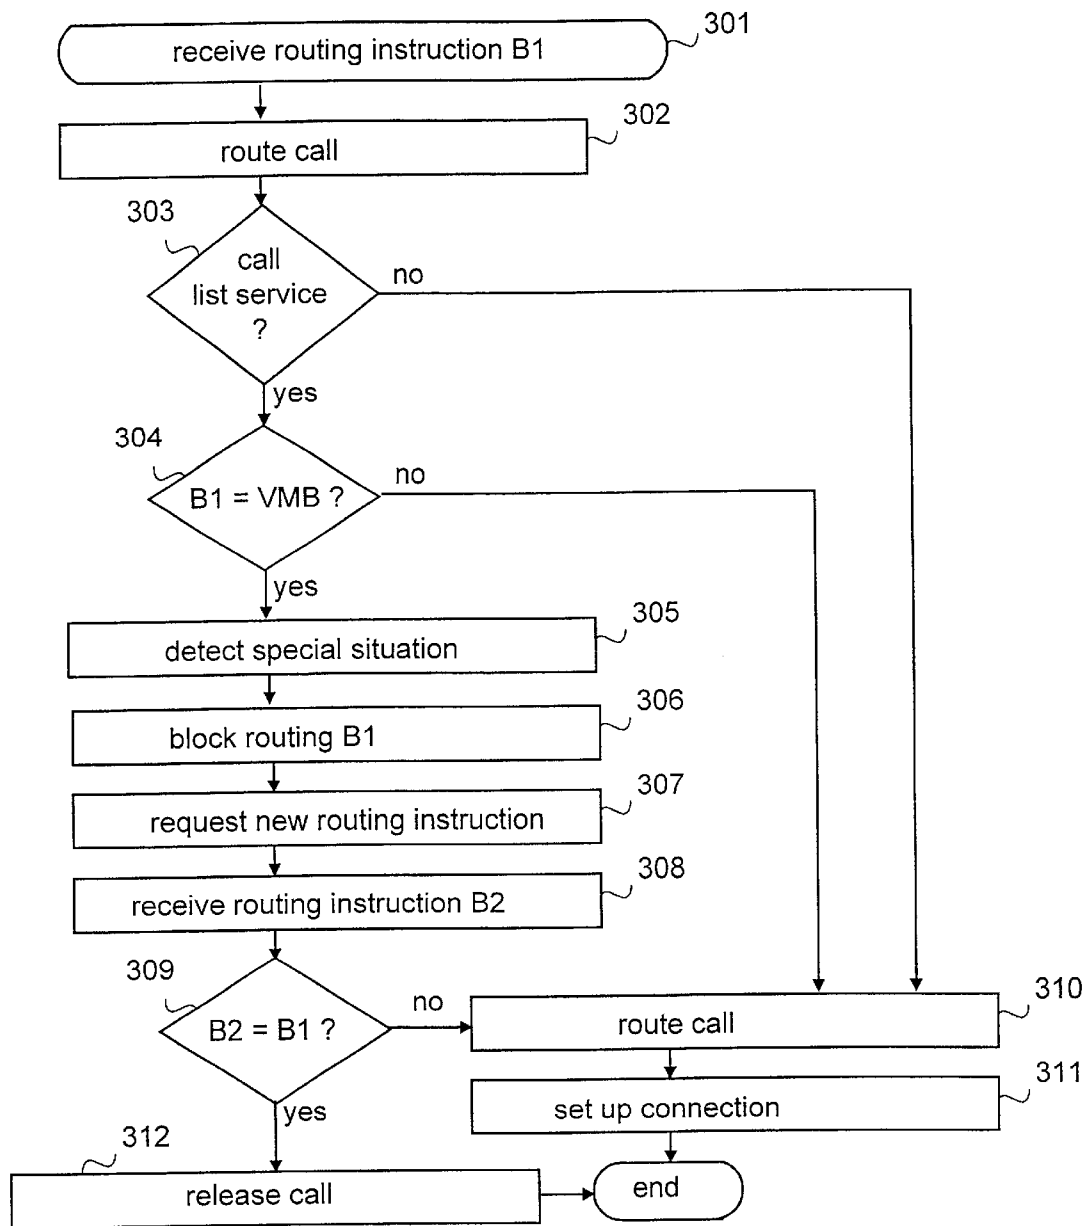 receive routing instruction B1
301
302
route call
303
call
list service
?
no
yes
304
B1 = VMB ?
no
yes
305
detect special situation
306
block routing B1
307
request new routing instruction
308
receive routing instruction B2
309
B2 = B1 ?
no
310
route call
311
set up connection
yes
312
release call
end